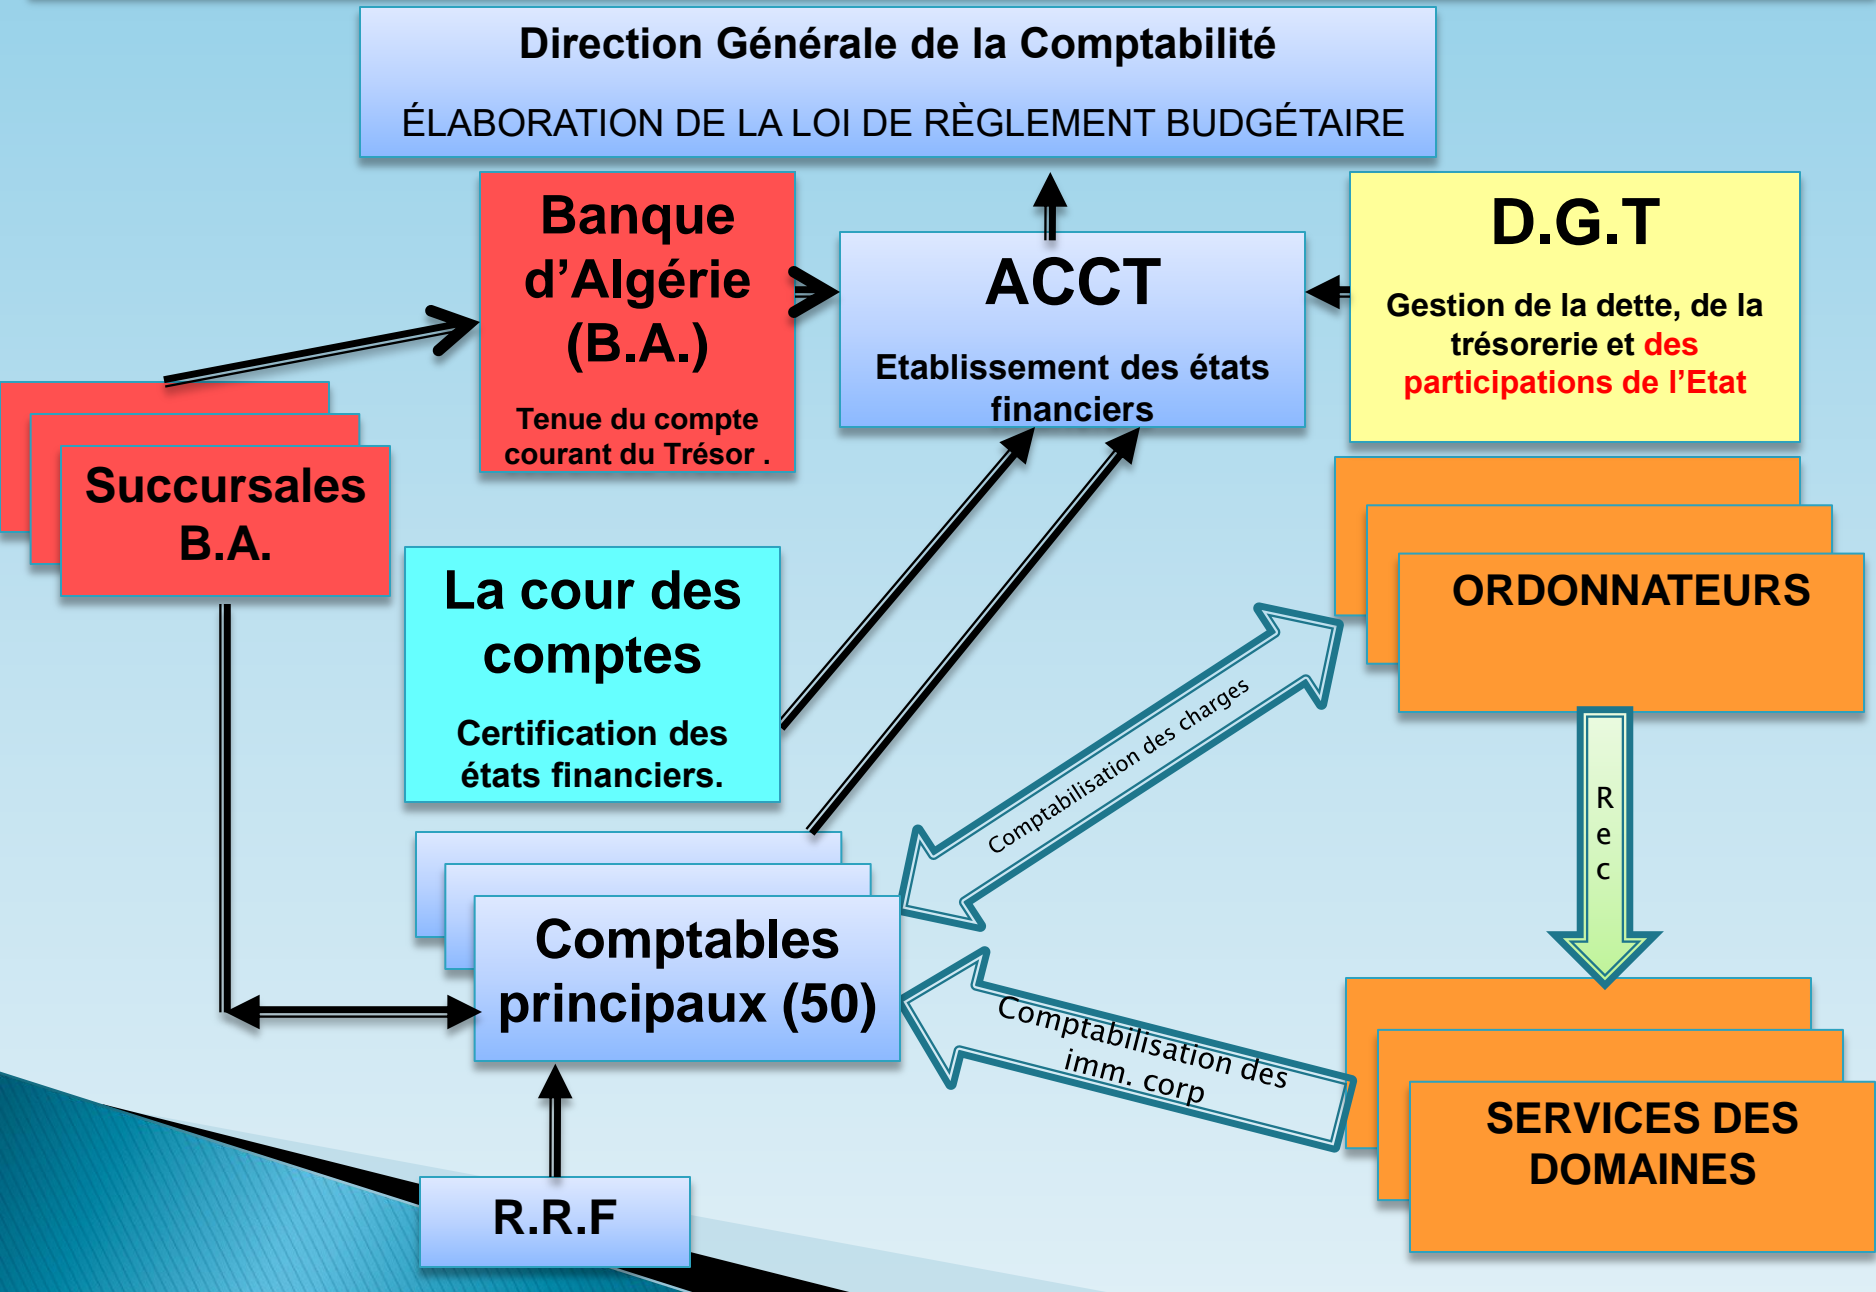 Direction Générale de la Comptabilité
ÉLABORATION DE LA LOI DE RÈGLEMENT BUDGÉTAIRE
Banque
d’Algérie
(B.A.)
Tenue du compte
courant du Trésor .
ACCT
Etablissement des états
financiers
D.G.T
Gestion de la dette, de la
trésorerie et des
participations de l’Etat
Succursales
B.A.
La cour des
comptes
Certification des
états financiers.
ORDONNATEURS
Comptabilisation des charges
R
e
c
Comptables
principaux (50)
Comptabilisation des
imm. corp
SERVICES DES
DOMAINES
R.R.F